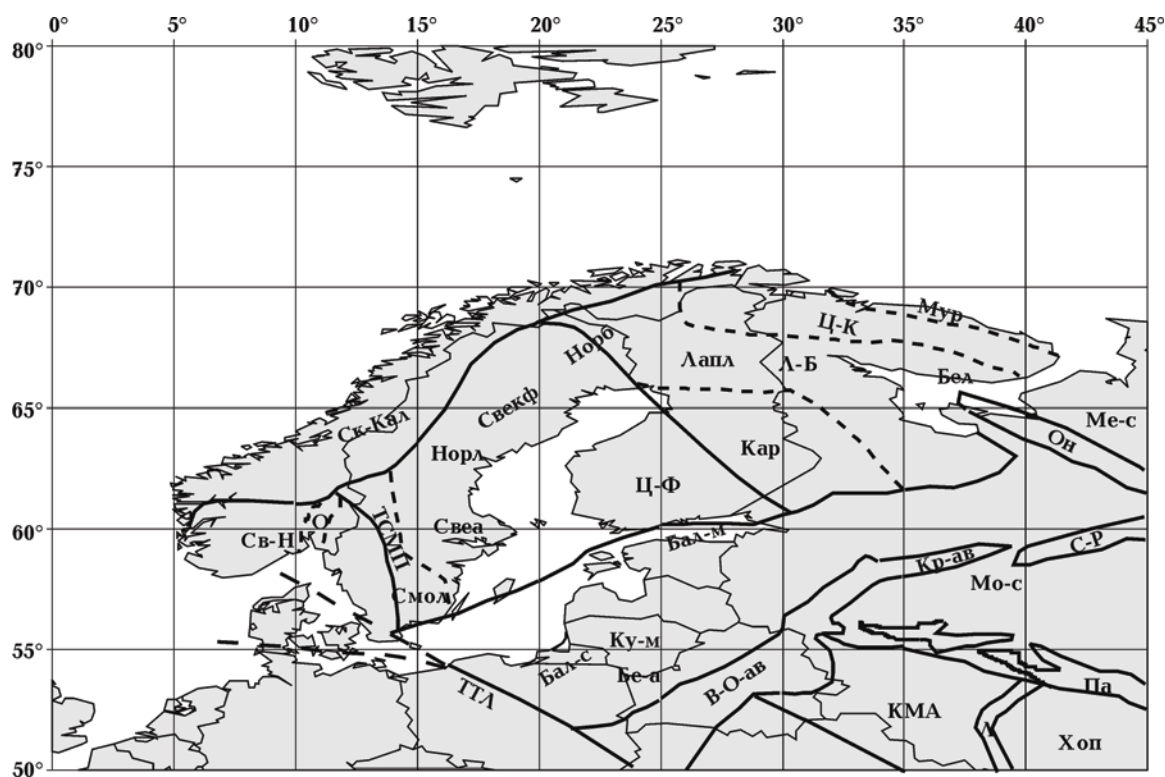 0° 5° 10° 15° 20° 25° 30° 35° 40° 45°
80°
75°
70°
65°
60°
55°
50°
Мур
Ц-К
Норб
Лапл
Л-Б
Бел
Свекф
Ск-Кал
Ме-с
Норл
Кар
Он
Ц-Ф
О
ТСМП
Свеа
Св-Н
Бал-м
С-Р
Кр-ав
Мо-с
Смол
Ку-м
Бал-с
Бе-а
В-О-ав
ТТЛ
Па
КМА
Л
Хоп